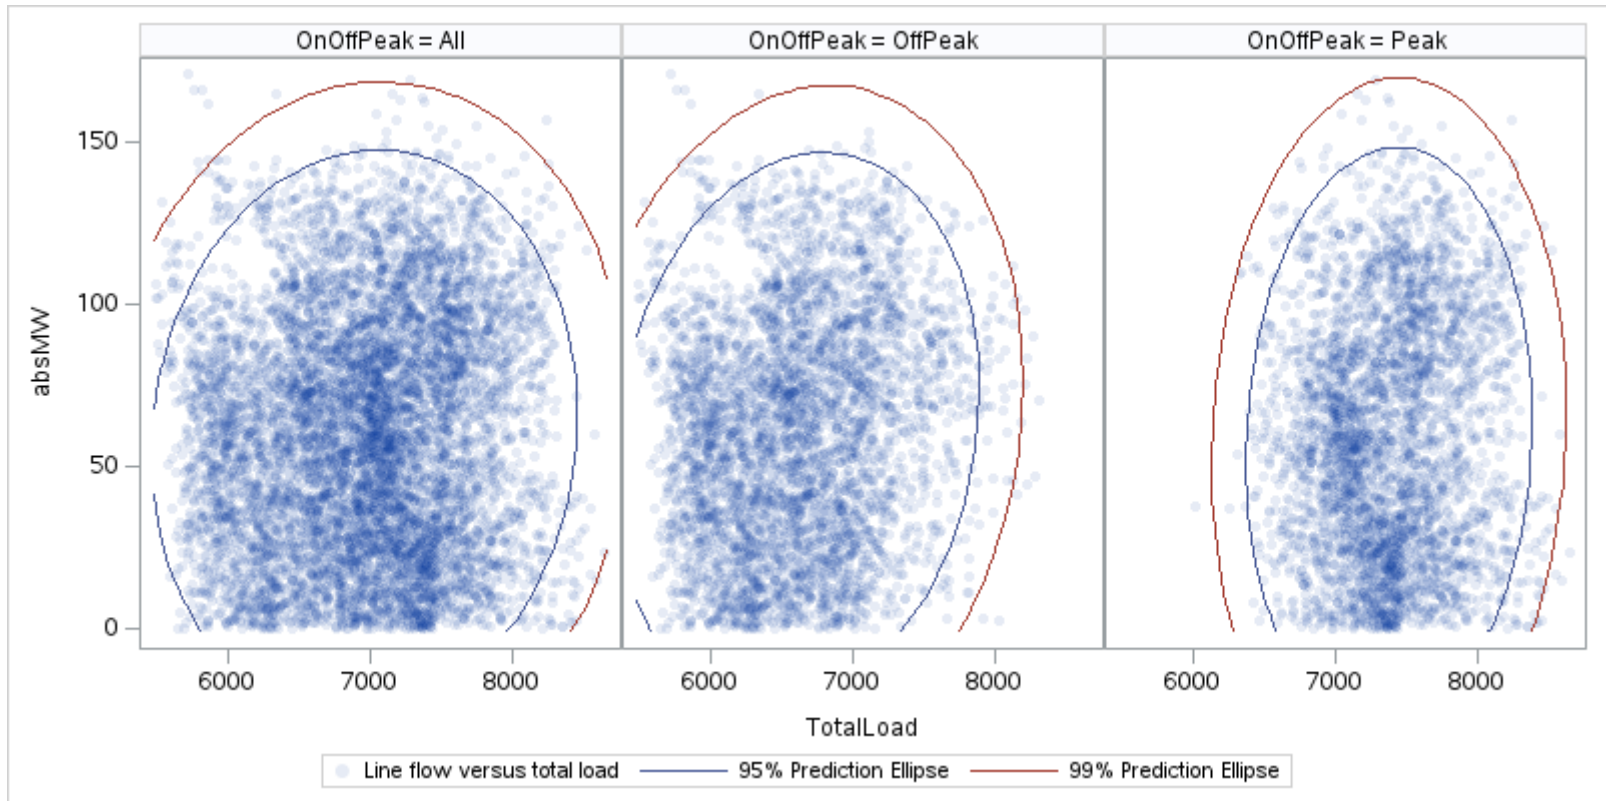 OnOffPeak = All
OnOffPeak = OffPeak
OnOffPeak = Peak
absMW
150
100
50
0
6000 7000 8000
6000 7000 8000
6000 7000 8000
TotalLoad
Line flow versus total load
95% Prediction Ellipse
99% Prediction Ellipse